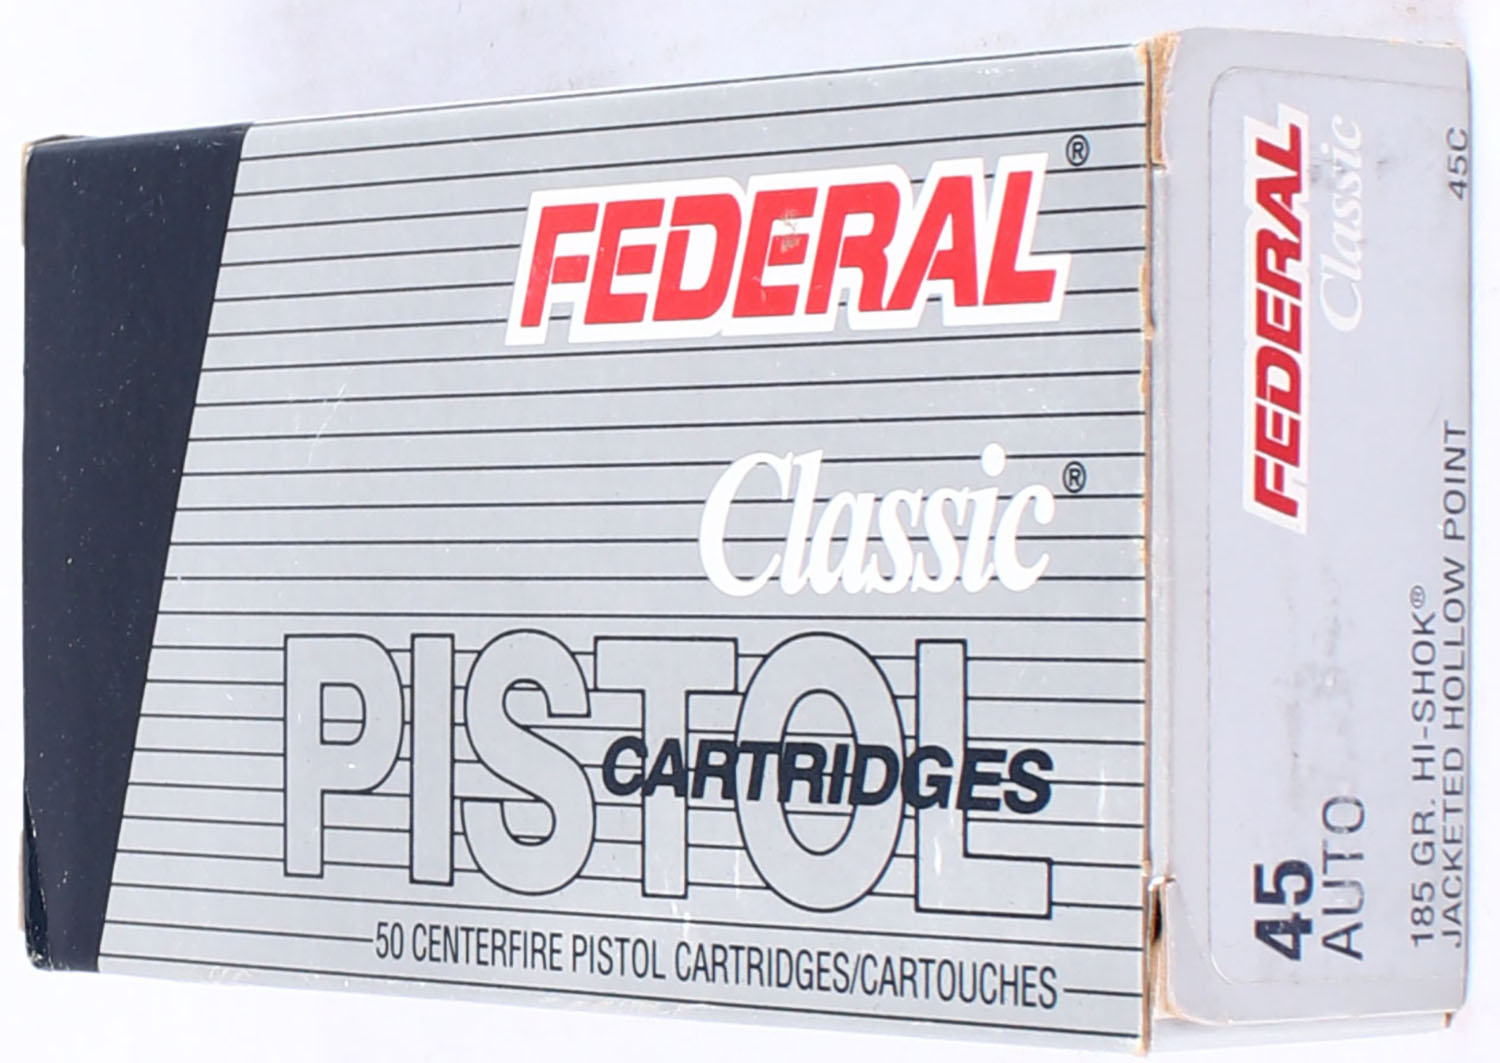 FEDERAL®
Classic®
PISTOL
CARTRIDGES
50 CENTERFIRE PISTOL CARTRIDGES/CARTOUCHES
FEDERAL
Classic
45
AUTO
185 GR. HI-SHOK®
JACKETED HOLLOW POINT
45C